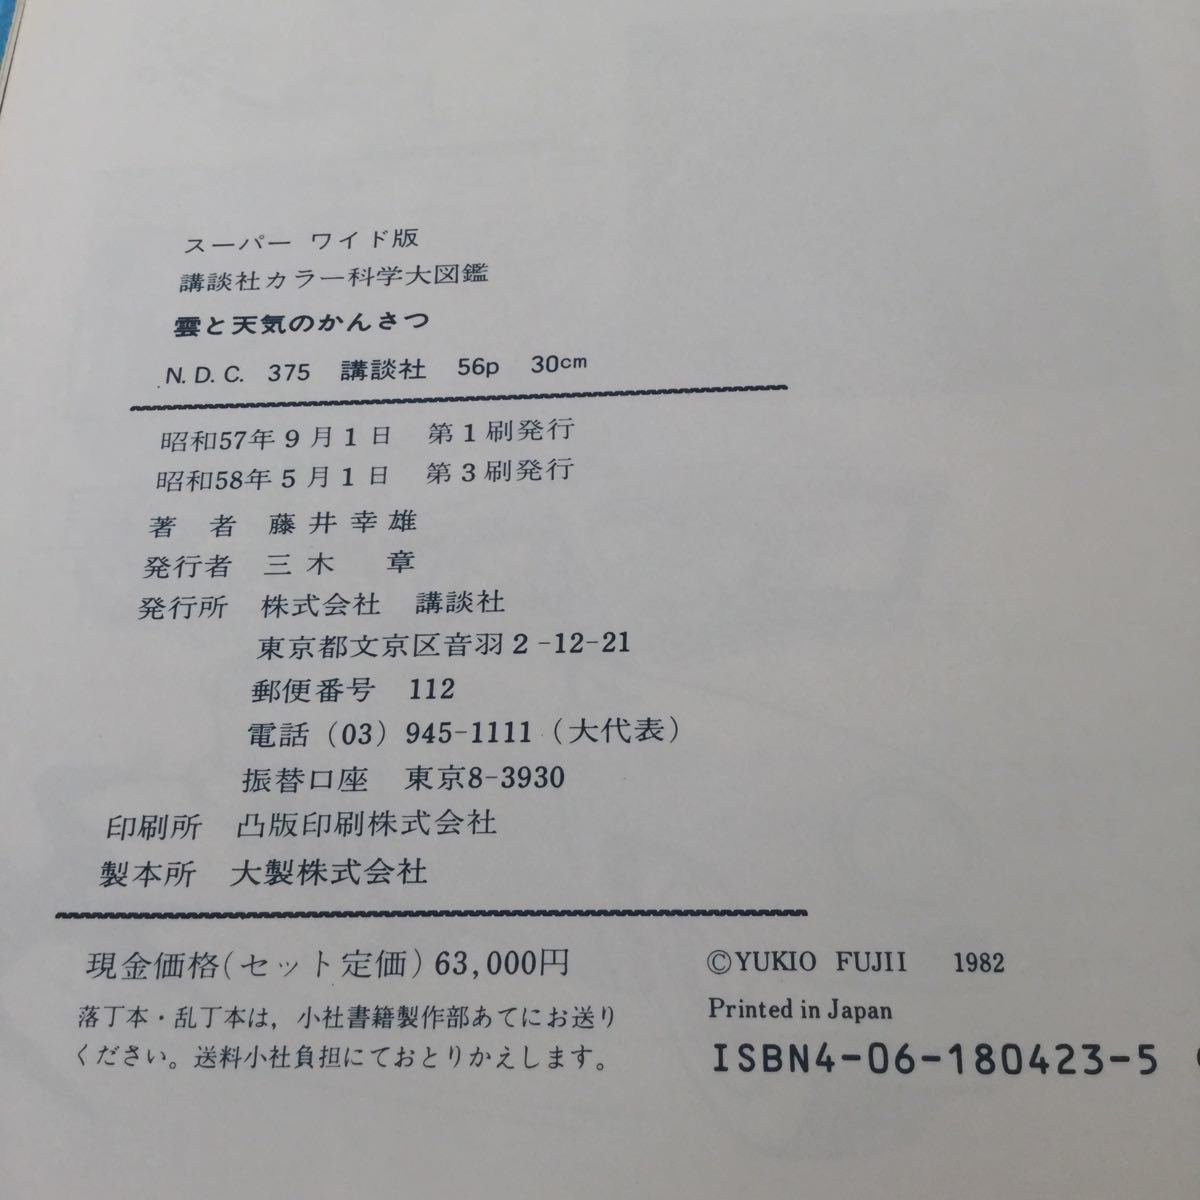 スーパー ワイド版
講談社カラー科学大図鑑
雲と天気のかんさつ
N. D. C. 375 講談社 56p 30cm
昭和57年9月1日 第1刷発行
昭和58年5月1日 第3刷発行
著 者 藤井幸雄
発行者 三木 章
発行所 株式会社 講談社
東京都文京区音羽2-12-21
郵便番号 112
電話（03）945-1111（大代表）
振替口座 東京8-3930
印刷所 凸版印刷株式会社
製本所 大製株式会社
現金価格（セット定価）63,000円
落丁本・乱丁本は，小社書籍製作部あてにお送り
ください。送料小社負担にておとりかえします。
©YUKIO FUJII 1982
Printed in Japan
ISBN4-06-180423-5